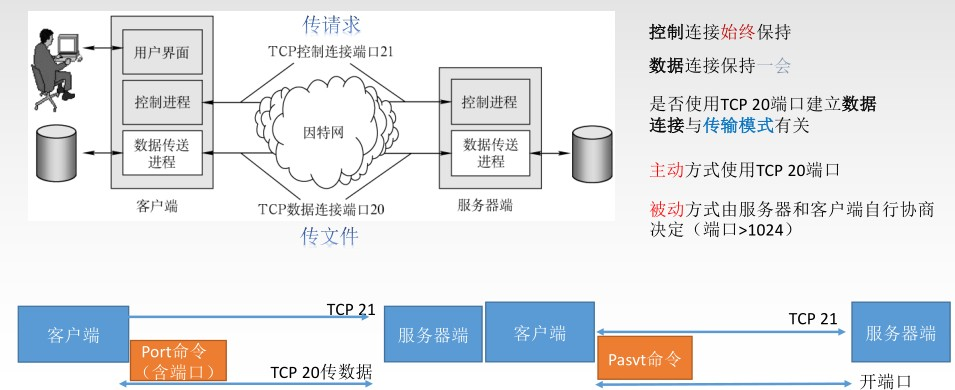 传请求
TCP控制连接端口21
用户界面
控制进程
控制进程
因特网
数据传送
进程
数据传送
进程
客户端
TCP数据连接端口20
服务器端
传文件
控制连接始终保持
数据连接保持一会
是否使用TCP 20端口建立数据
连接与传输模式有关
主动方式使用TCP 20端口
被动方式由服务器和客户端自行协商
决定（端口>1024）
客户端
TCP 21
服务器端
Port命令
（含端口）
TCP 20传数据
客户端
TCP 21
服务器端
Pasvt命令
开端口